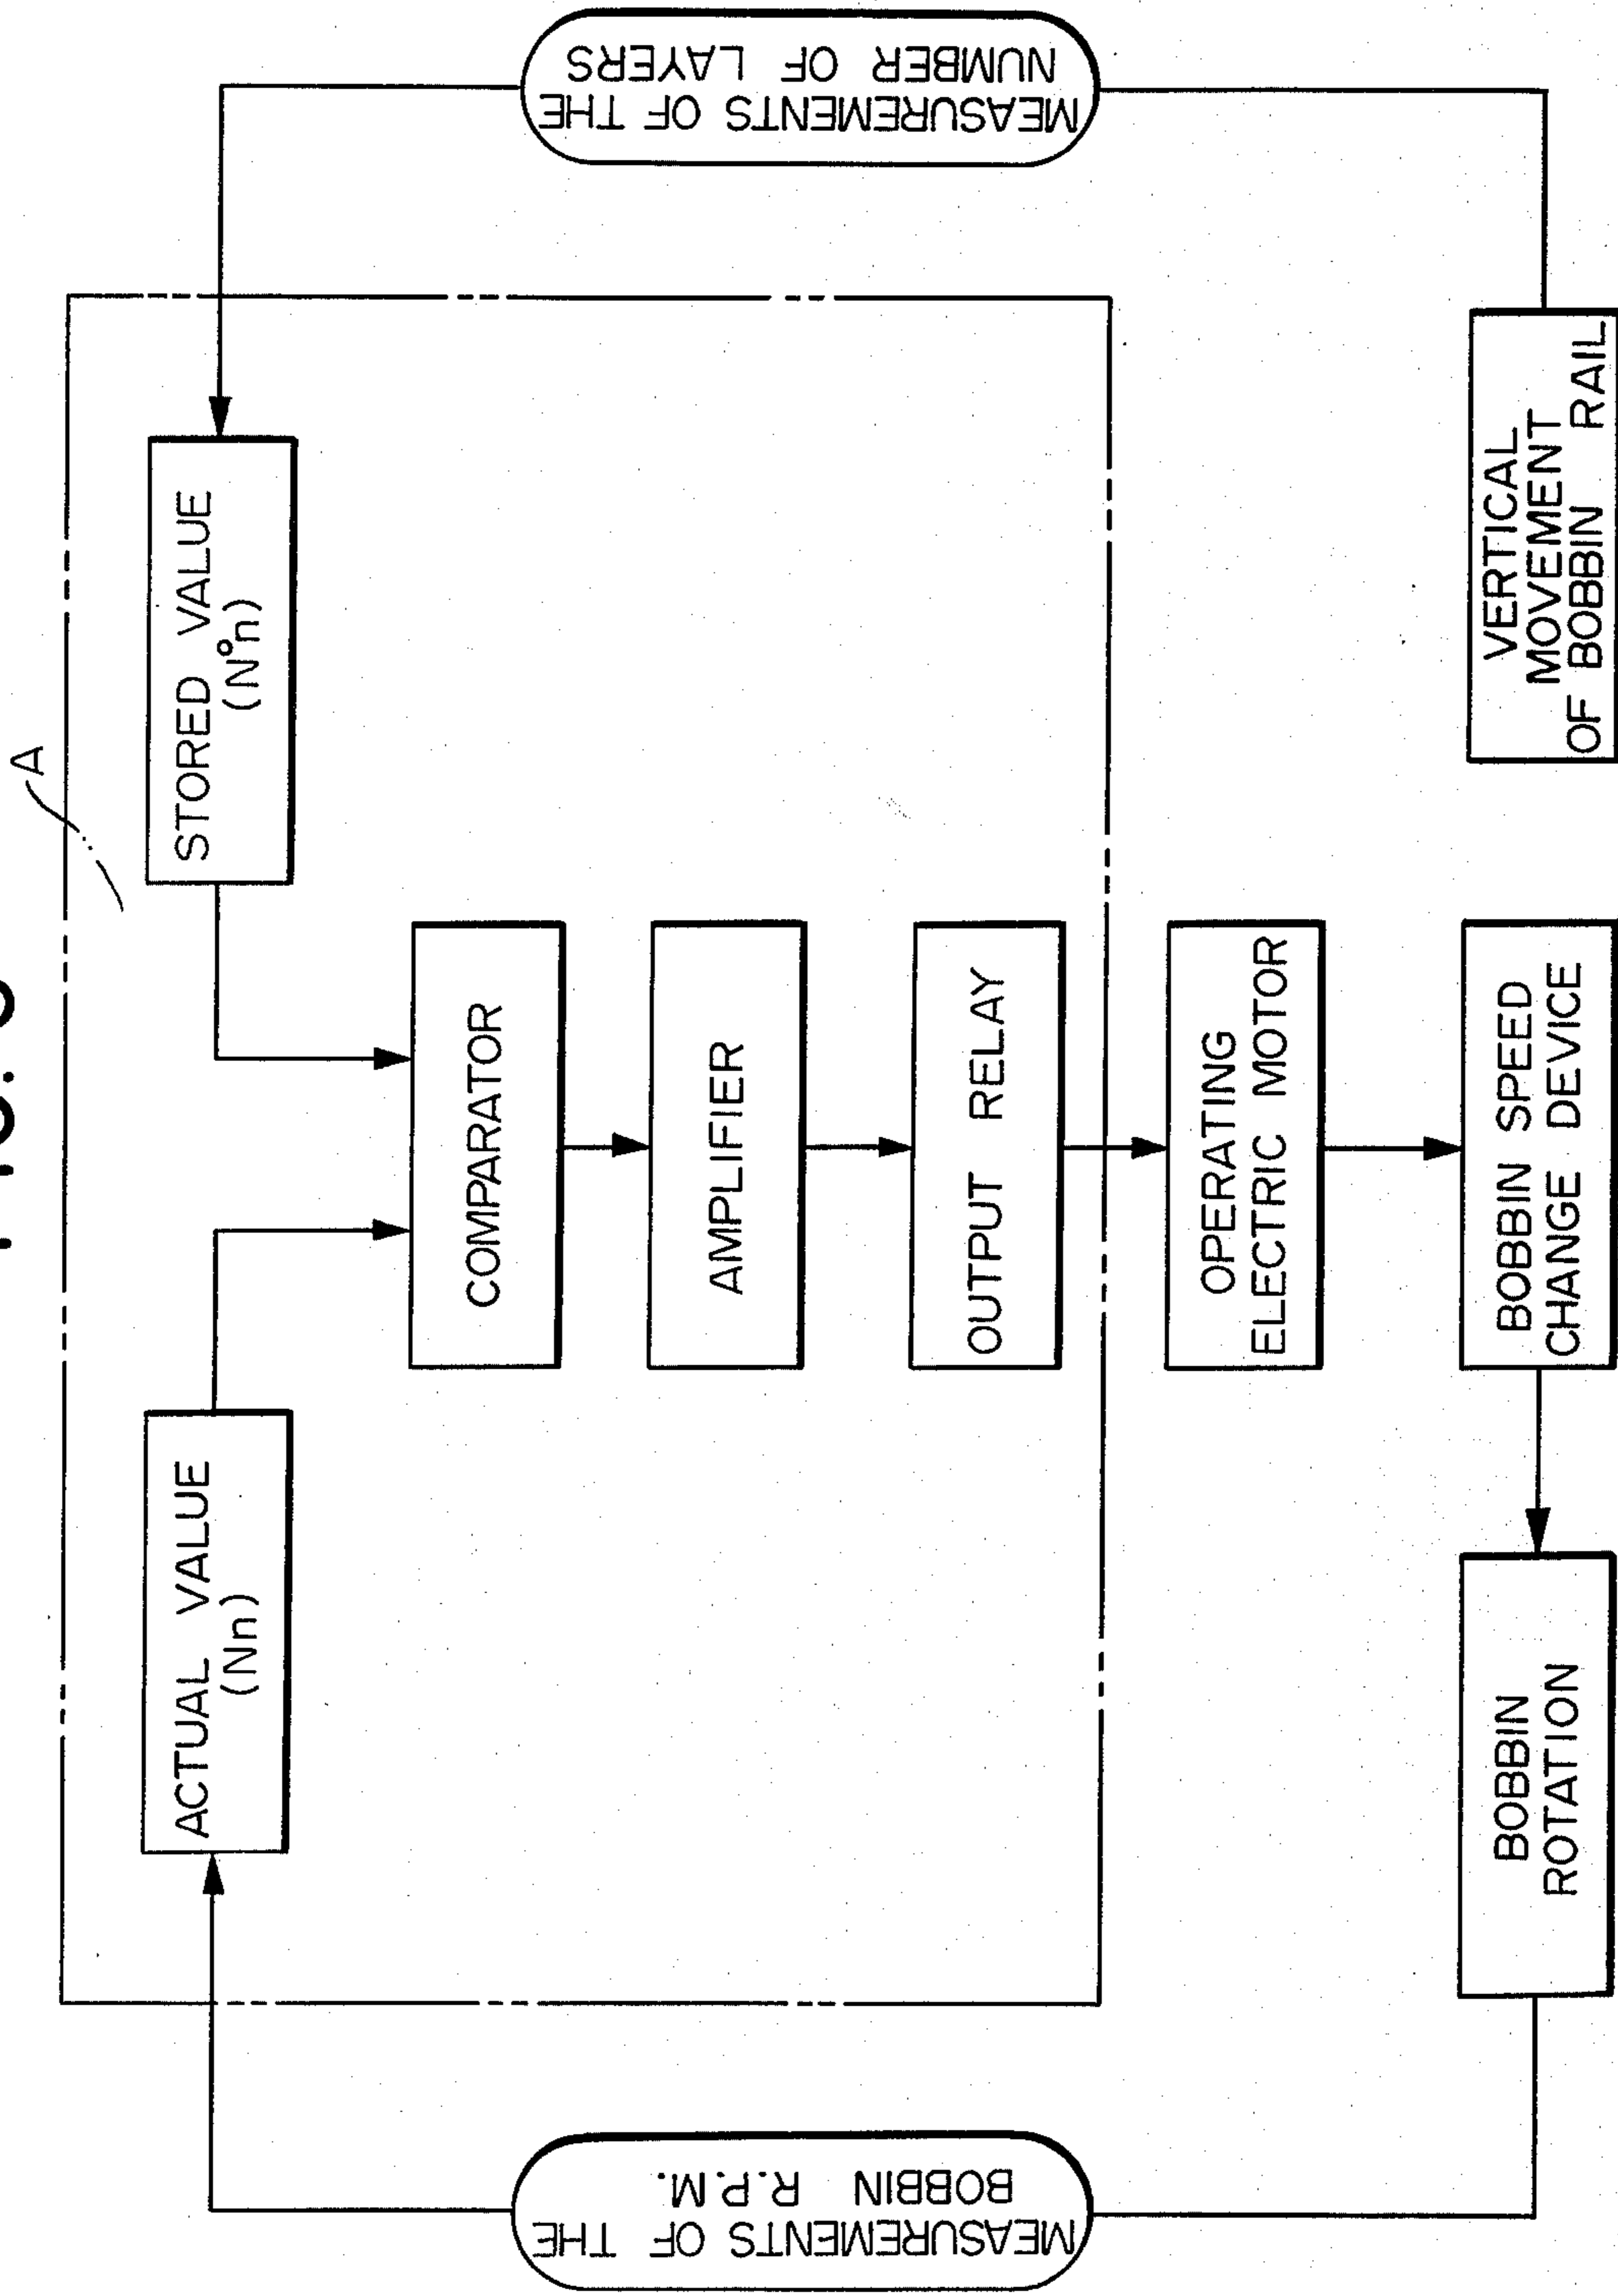 A
ACTUAL VALUE
(Nn)
STORED VALUE
(N°n)
COMPARATOR
AMPLIFIER
OUTPUT RELAY
OPERATING
ELECTRIC MOTOR
BOBBIN SPEED
CHANGE DEVICE
BOBBIN
ROTATION
VERTICAL
MOVEMENT
OF BOBBIN RAIL
MEASUREMENTS OF THE
BOBBIN R.P.M.
MEASUREMENTS OF THE
NUMBER OF LAYERS